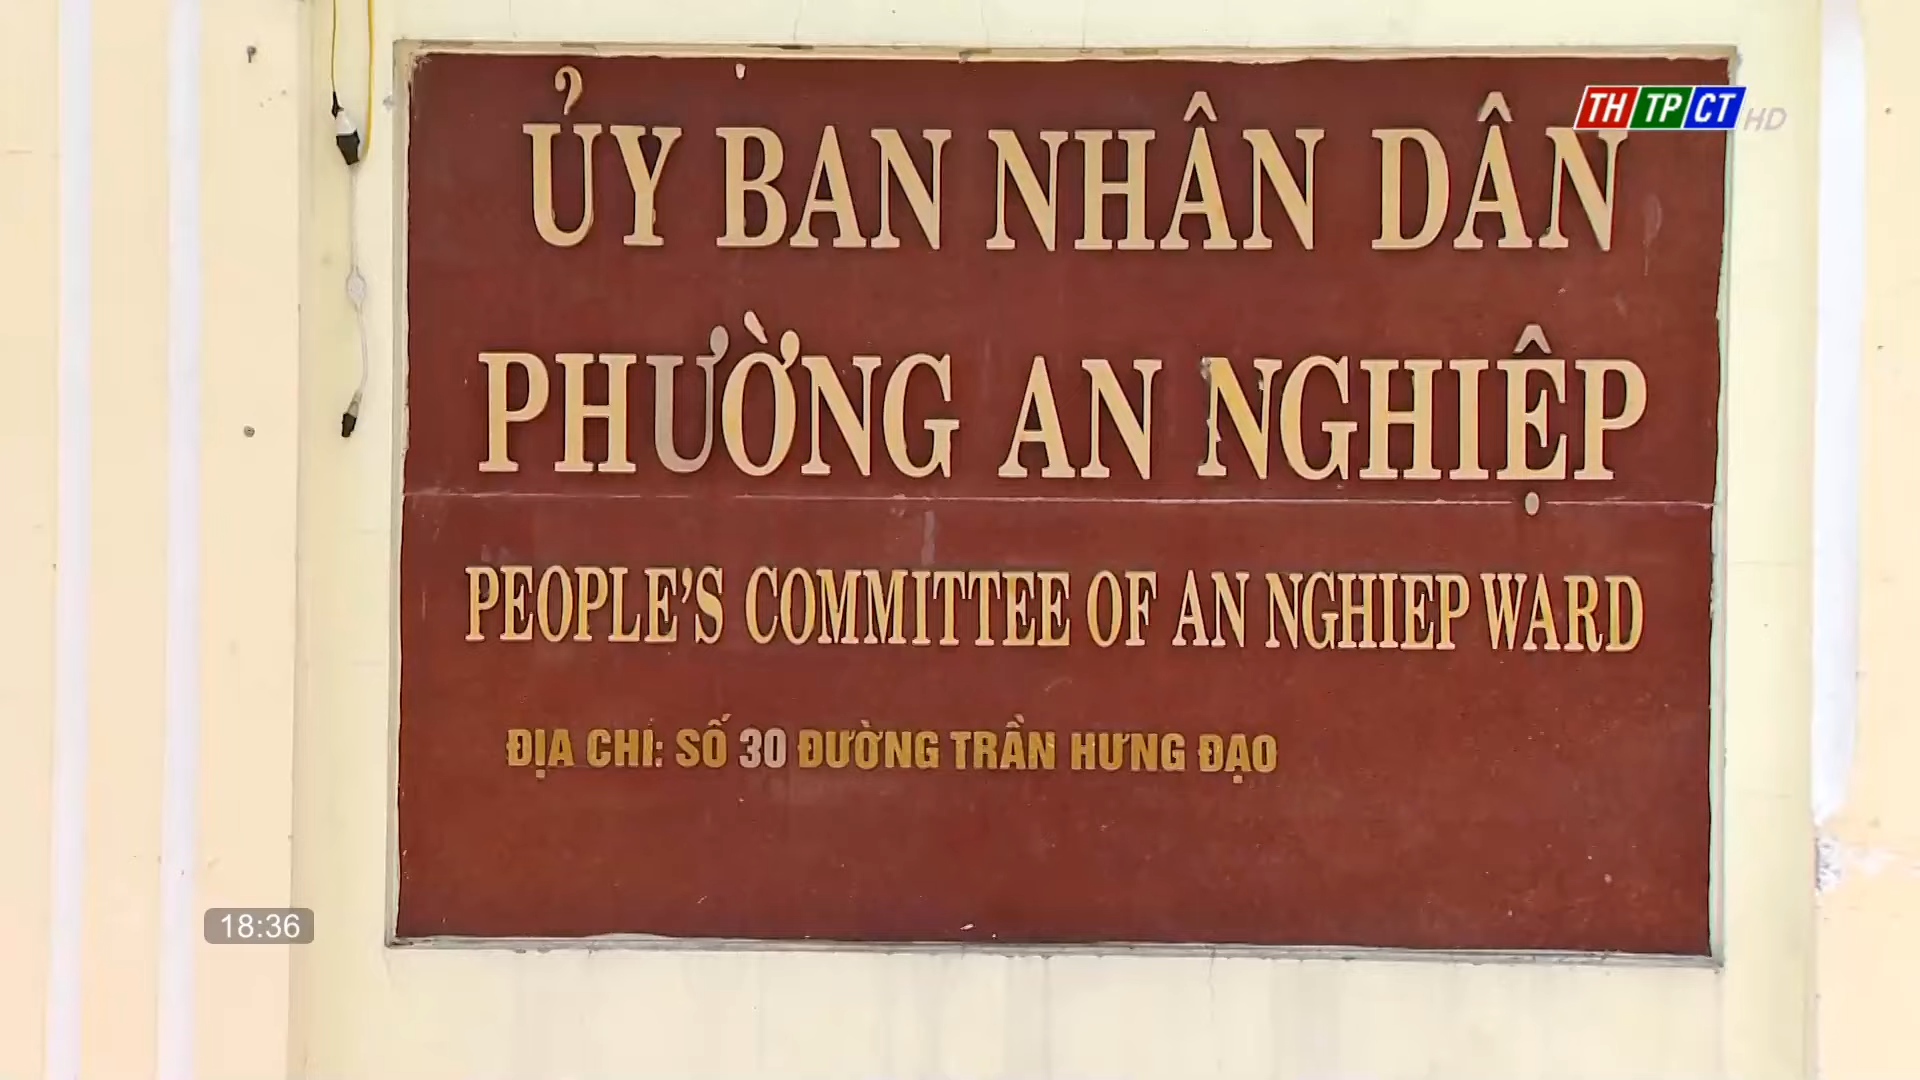 THTPCT HD
ỦY BAN NHÂN DÂN
PHƯỜNG AN NGHIỆP
PEOPLE'S COMMITTEE OF AN NGHIEP WARD
ĐỊA CHỈ: SỐ 30 ĐƯỜNG TRẦN HƯNG ĐẠO
18:36